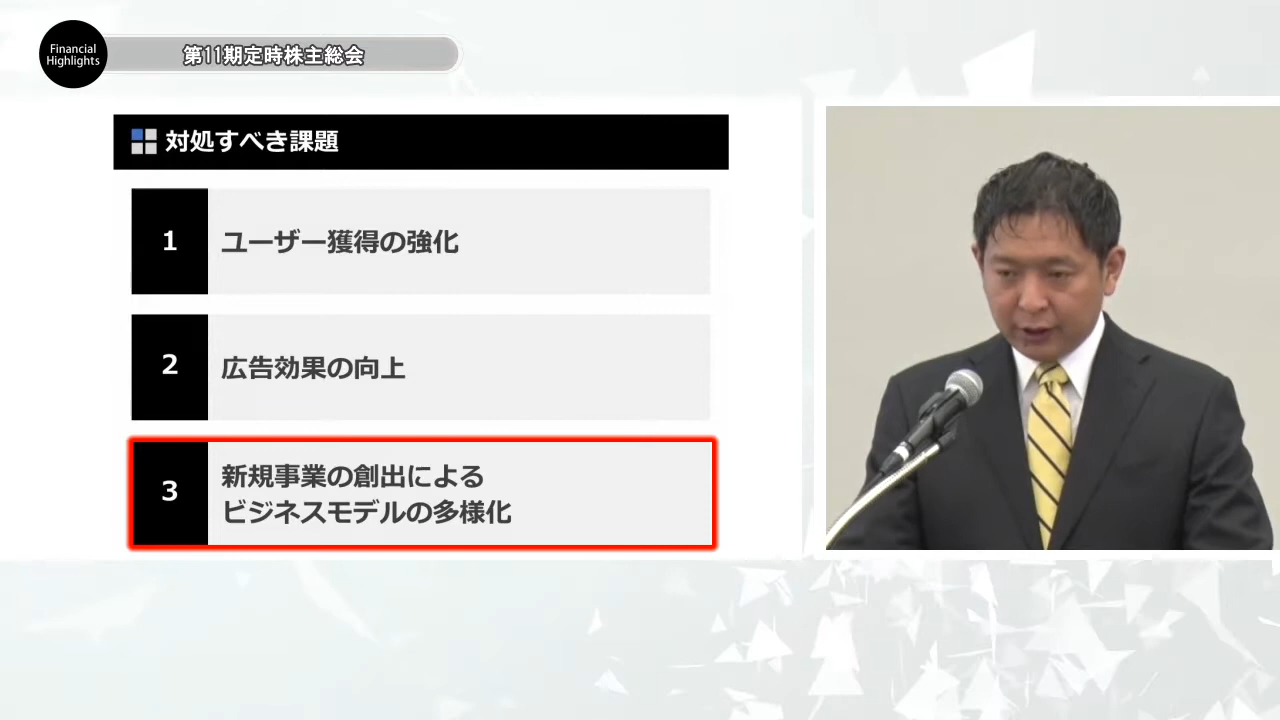 Financial
Highlights
第11期定時株主総会
対処すべき課題
1
ユーザー獲得の強化
2
広告効果の向上
3
新規事業の創出による
ビジネスモデルの多様化